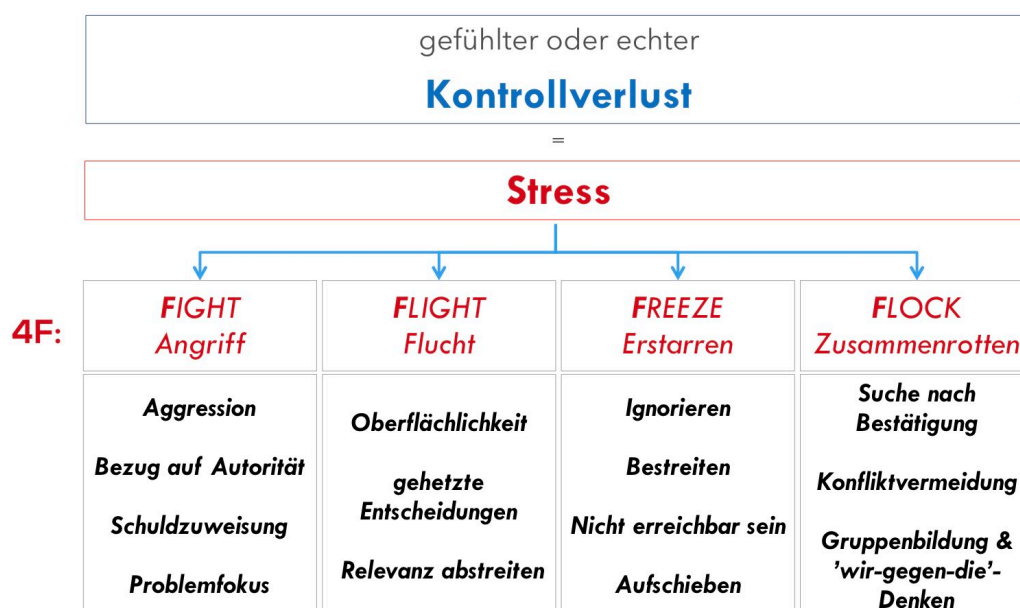 gefühlter oder echter
Kontrollverlust
=
Stress
4F:
FIGHT
Angriff
FLIGHT
Flucht
FREEZE
Erstarren
FLOCK
Zusammenrotten
Aggression
Bezug auf Autorität
Schuldzuweisung
Problemfokus
Oberflächlichkeit
gehetzte
Entscheidungen
Relevanz abstreiten
Ignorieren
Bestreiten
Nicht erreichbar sein
Aufschieben
Suche nach
Bestätigung
Konfliktvermeidung
Gruppenbildung &
'wir-gegen-die'-
Denken